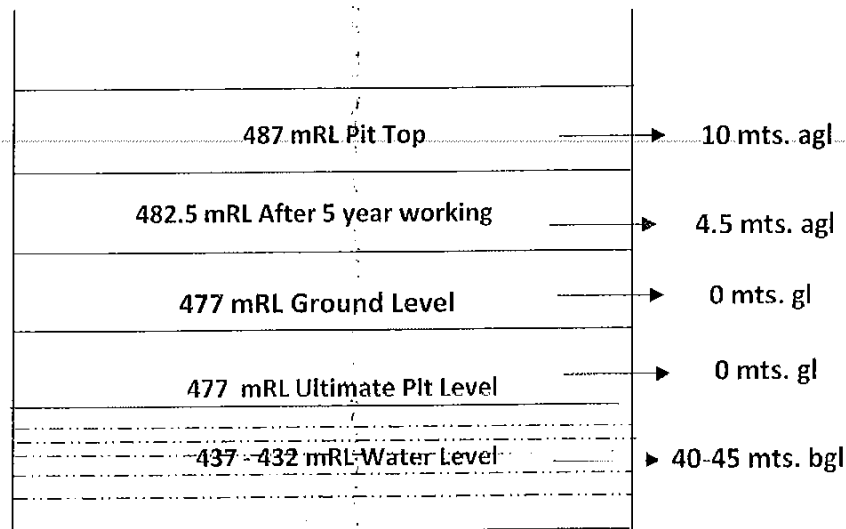 487 mRL Pit Top 10 mts. agl
482.5 mRL After 5 year working 4.5 mts. agl
477 mRL Ground Level 0 mts. gl
477 mRL Ultimate Pit Level 0 mts. gl
437 - 432 mRL Water Level 40-45 mts. bgl